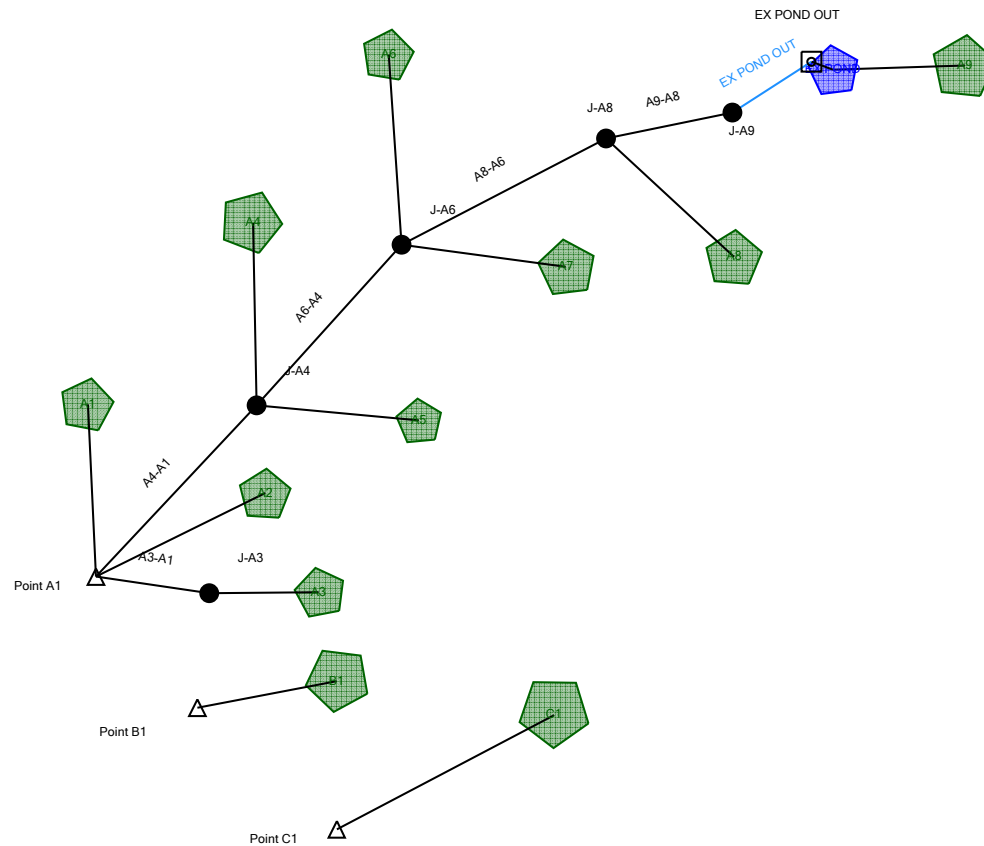 EX POND OUT
EX POND OUT
EX POND
A9
A6
J-A8
A9-A8
J-A9
A8-A6
J-A6
A4
A7
A8
A6-A4
J-A4
A1
A5
A4-A1
A2
A3-A1
J-A3
Point A1
A3
B1
Point B1
C1
Point C1